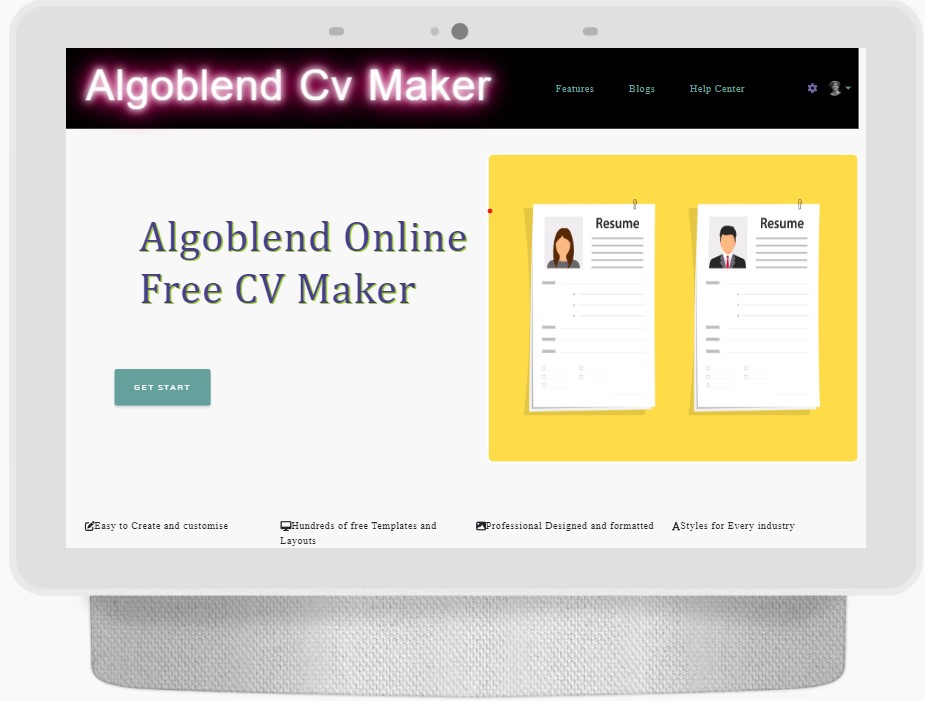 Algoblend Cv Maker
Features Blogs Help Center
Algoblend Online
Free CV Maker
GET START
Resume
Resume
Easy to Create and customise
Hundreds of free Templates and
Layouts
Professional Designed and formatted
Styles for Every industry